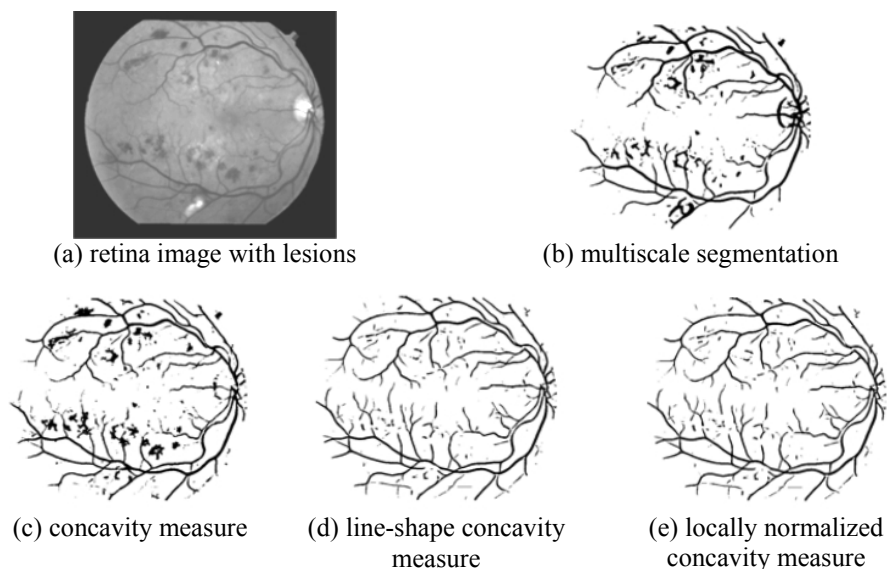 (a) retina image with lesions
(b) multiscale segmentation
(c) concavity measure
(d) line-shape concavity
measure
(e) locally normalized
concavity measure